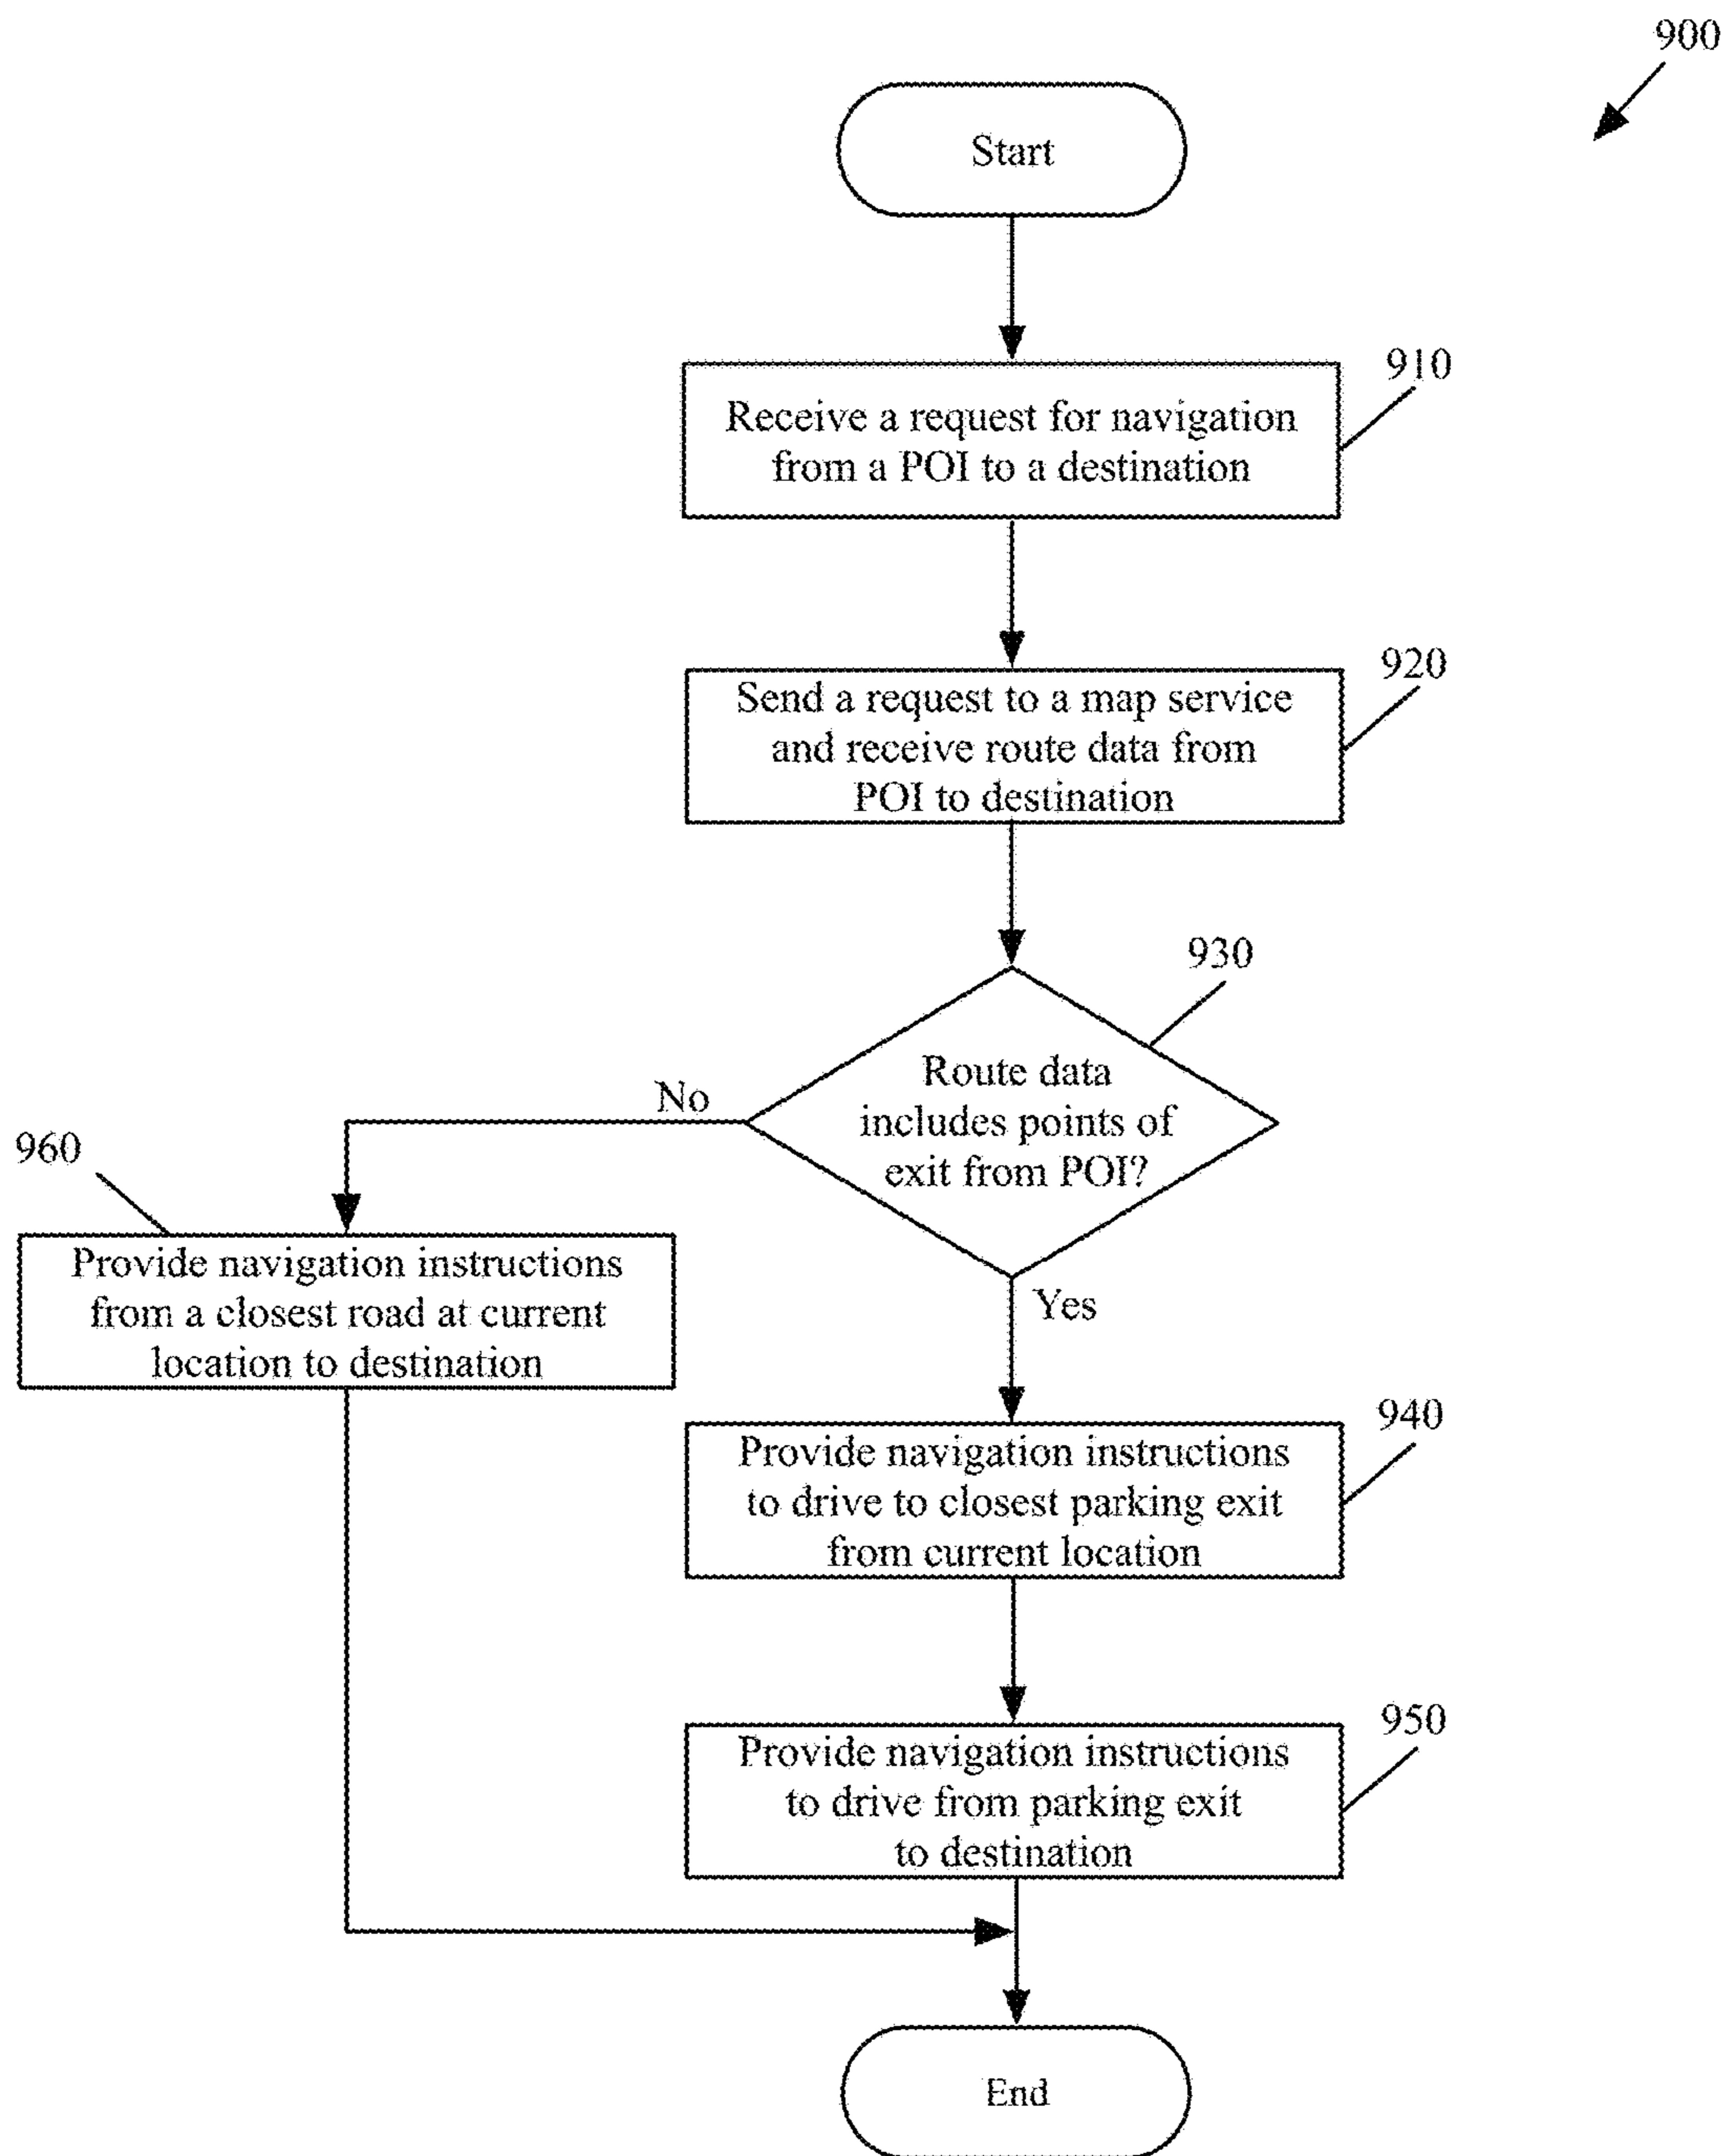 900
Start
910
Receive a request for navigation
from a POI to a destination
920
Send a request to a map service
and receive route data from
POI to destination
930
Route data
includes points of
exit from POI?
No
Yes
960
Provide navigation instructions
from a closest road at current
location to destination
940
Provide navigation instructions
to drive to closest parking exit
from current location
950
Provide navigation instructions
to drive from parking exit
to destination
End